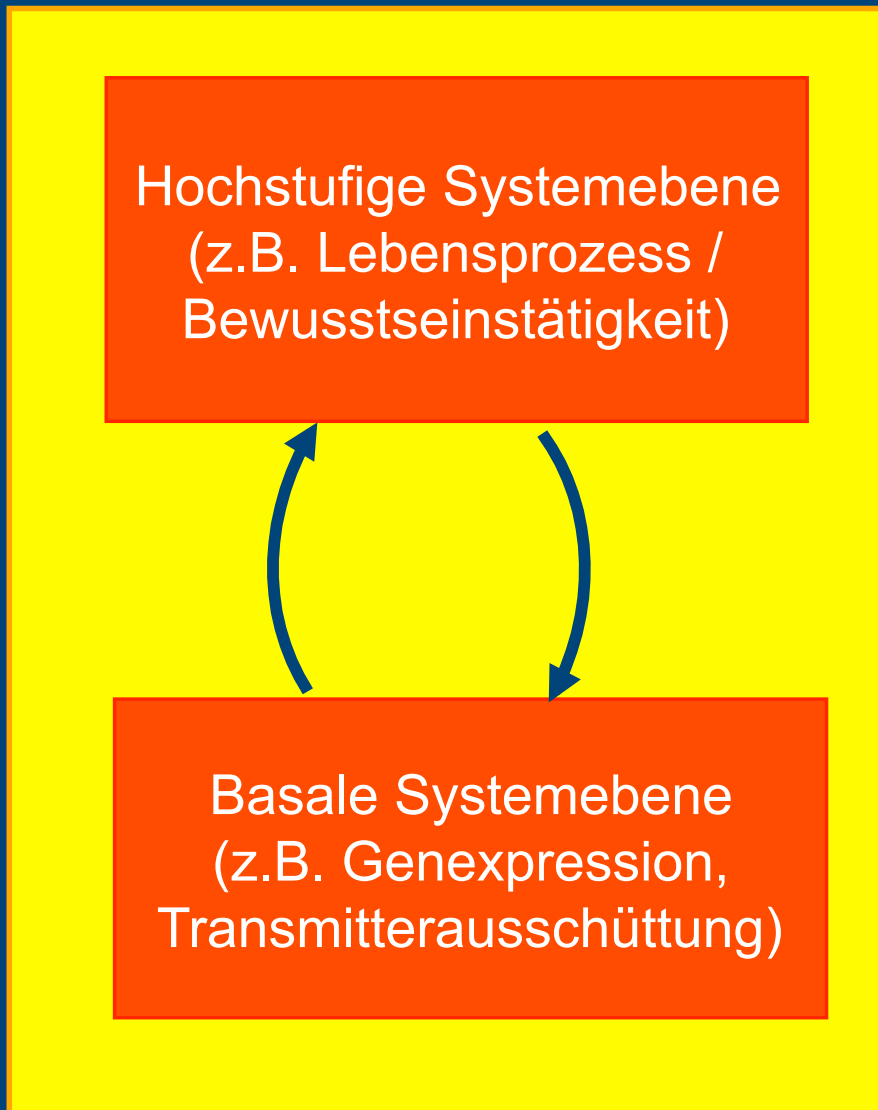 Hochstufige Systemebene
(z.B. Lebensprozess /
Bewusstseinstätigkeit)
Basale Systemebene
(z.B. Genexpression,
Transmitterausschüttung)